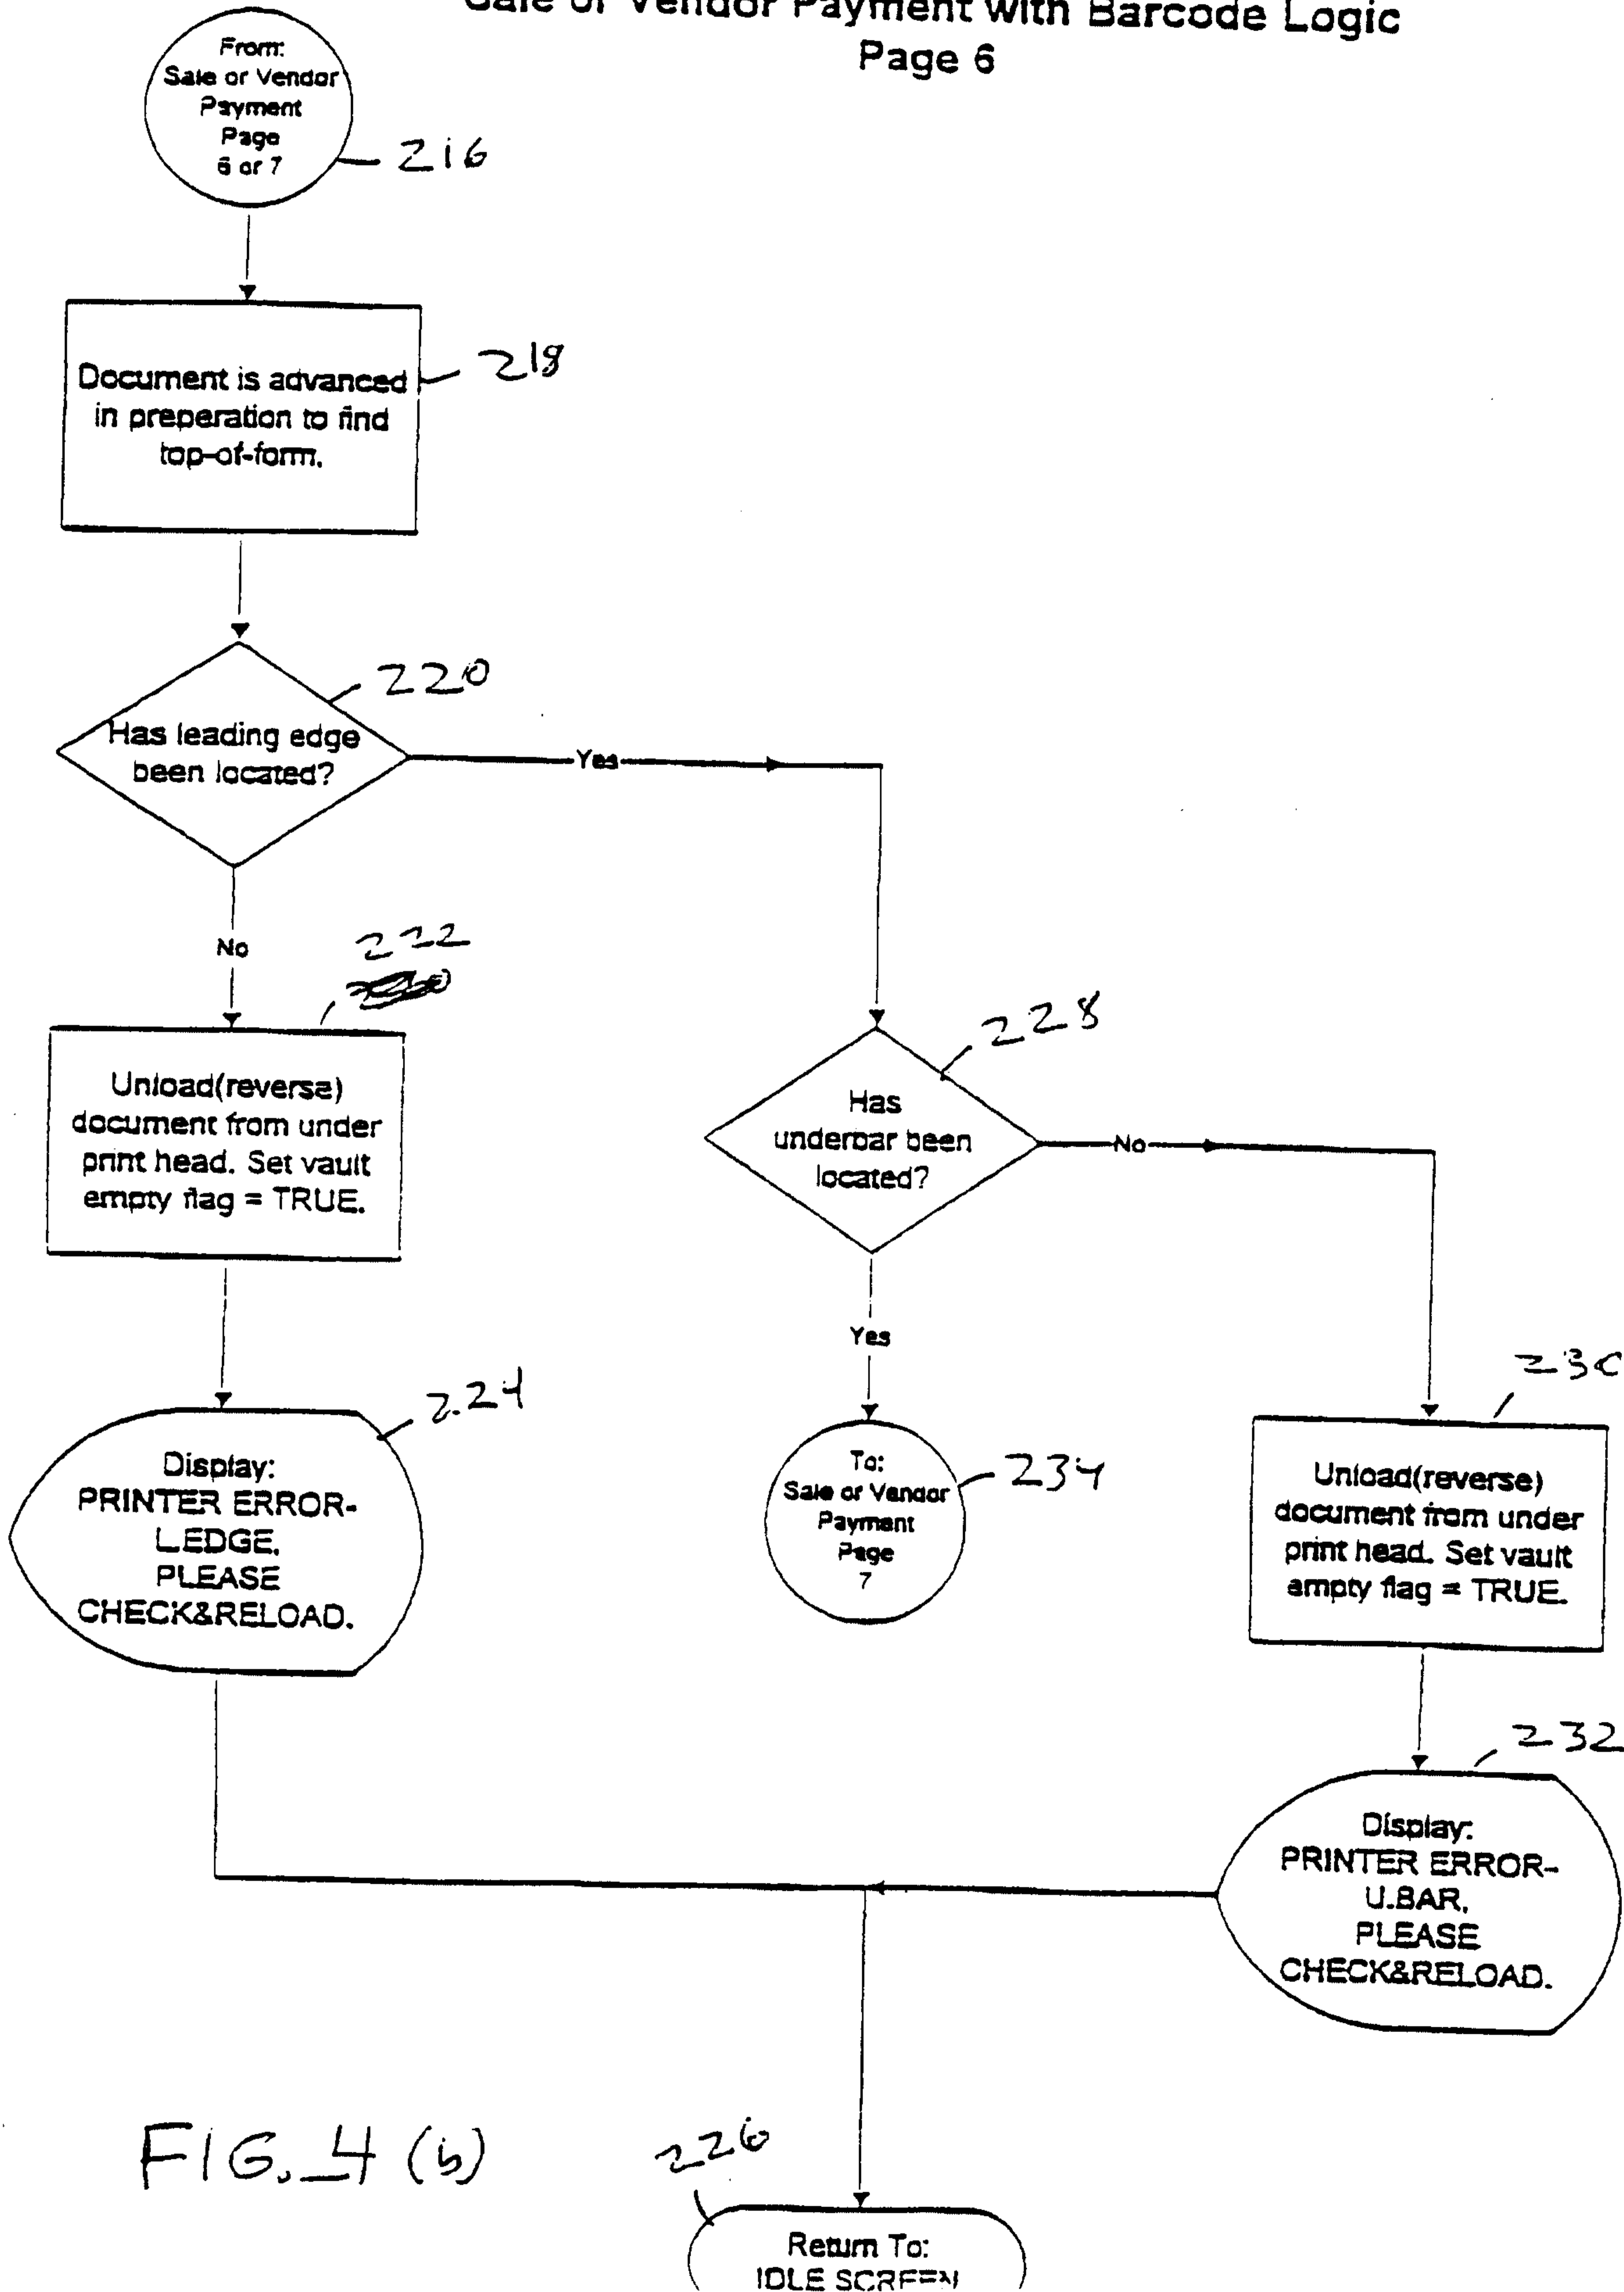 Sale or Vendor Payment with Barcode Logic
Page 6
From:
Sale or Vendor
Payment
Page
6 or 7
216
Document is advanced
in preperation to find
top-of-form.
218
Has leading edge
been located?
220
Yes
No
222
Unload(reverse)
document from under
print head. Set vault
empty flag = TRUE.
Has
underbar been
located?
228
No
Yes
Display:
PRINTER ERROR-
L.EDGE,
PLEASE
CHECK&RELOAD.
224
To:
Sale or Vendor
Payment
Page
7
234
230
Unload(reverse)
document from under
print head. Set vault
empty flag = TRUE.
232
Display:
PRINTER ERROR-
U.BAR,
PLEASE
CHECK&RELOAD.
FIG. 4 (b)
226
Return To:
IDLE SCREEN